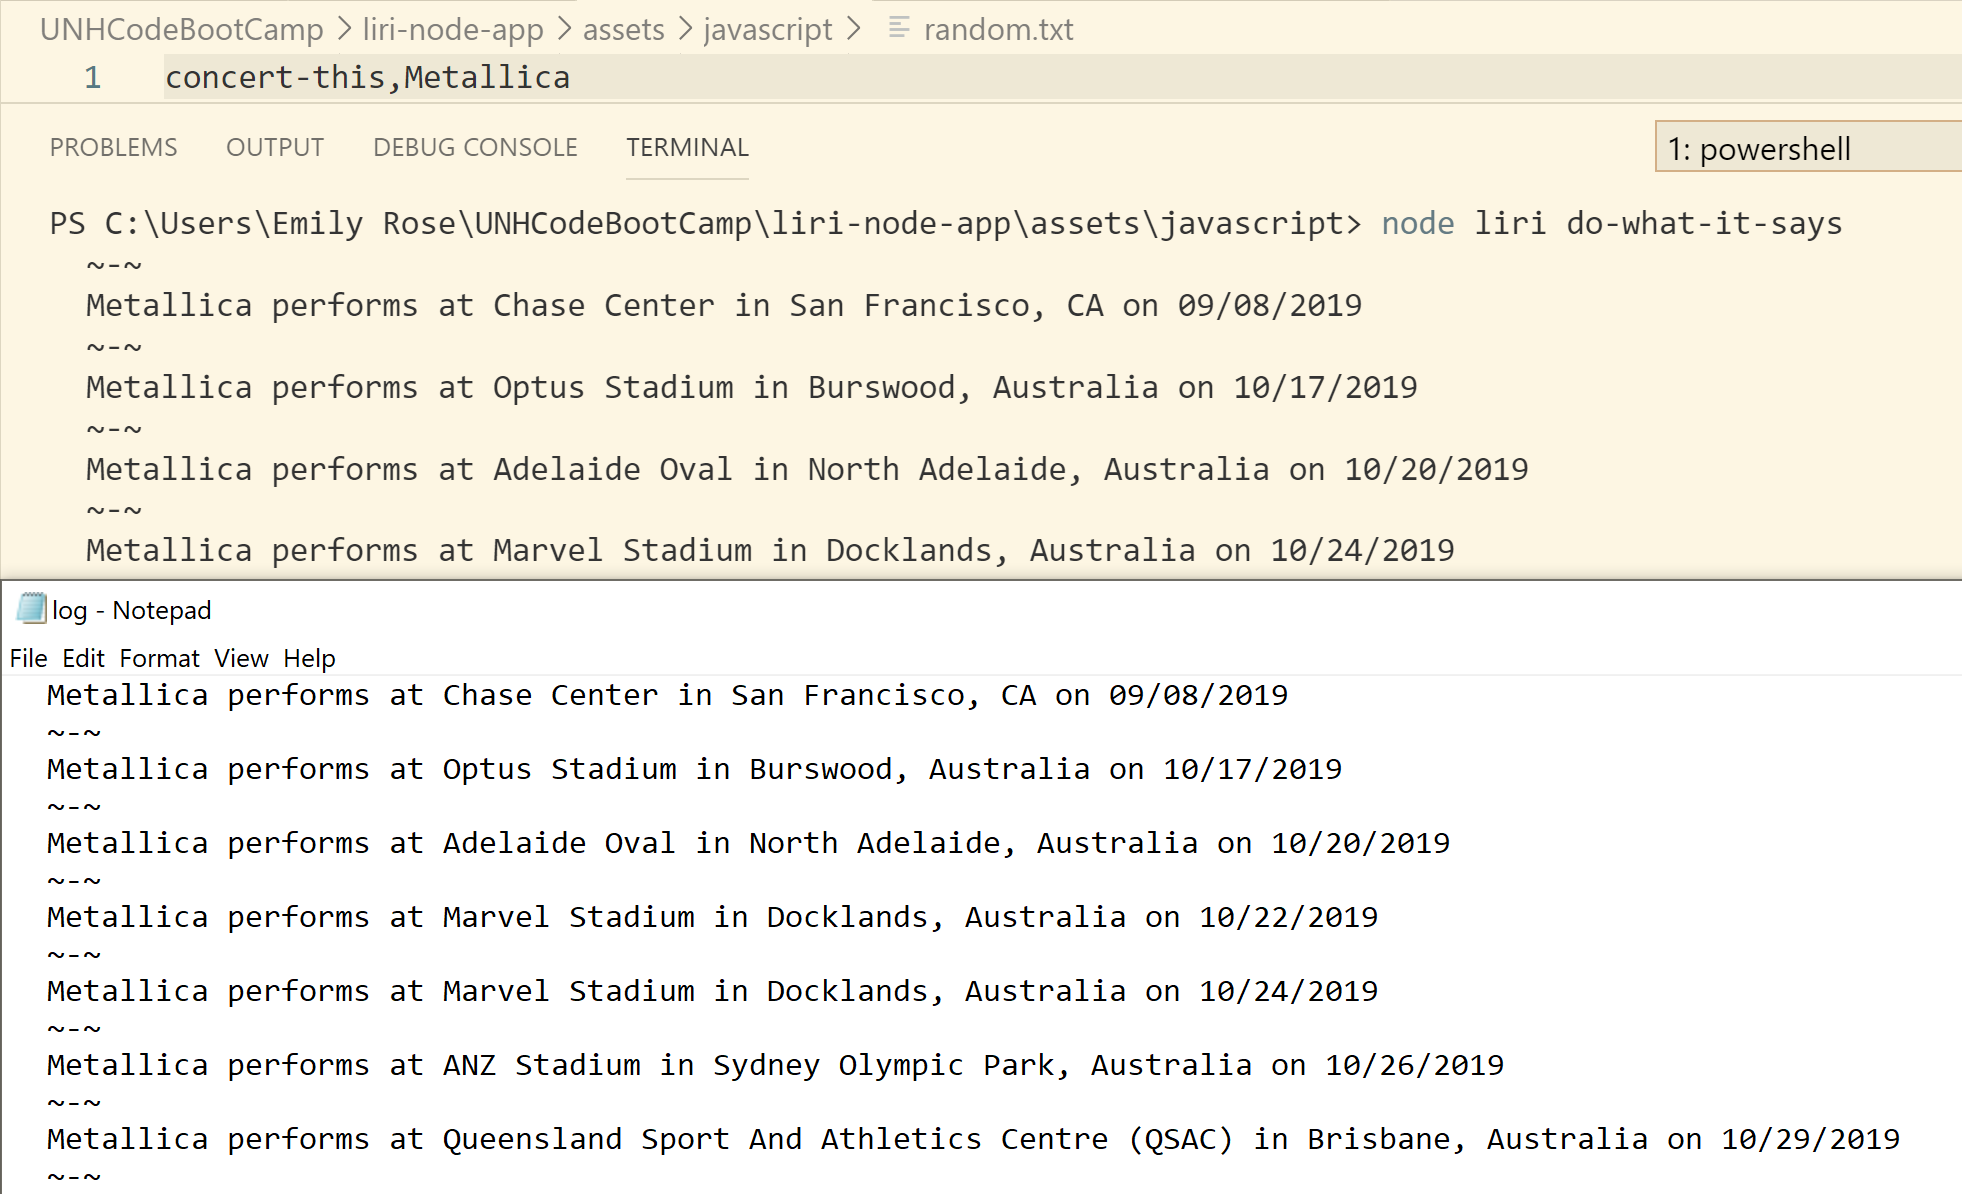 UNHCodeBootCamp > liri-node-app > assets > javascript > random.txt
1 concert-this,Metallica
PROBLEMS OUTPUT DEBUG CONSOLE TERMINAL 1: powershell
PS C:\Users\Emily Rose\UNHCodeBootCamp\liri-node-app\assets\javascript> node liri do-what-it-says
~-~
Metallica performs at Chase Center in San Francisco, CA on 09/08/2019
~-~
Metallica performs at Optus Stadium in Burswood, Australia on 10/17/2019
~-~
Metallica performs at Adelaide Oval in North Adelaide, Australia on 10/20/2019
~-~
Metallica performs at Marvel Stadium in Docklands, Australia on 10/24/2019
log - Notepad
File Edit Format View Help
Metallica performs at Chase Center in San Francisco, CA on 09/08/2019
~-~
Metallica performs at Optus Stadium in Burswood, Australia on 10/17/2019
~-~
Metallica performs at Adelaide Oval in North Adelaide, Australia on 10/20/2019
~-~
Metallica performs at Marvel Stadium in Docklands, Australia on 10/22/2019
~-~
Metallica performs at Marvel Stadium in Docklands, Australia on 10/24/2019
~-~
Metallica performs at ANZ Stadium in Sydney Olympic Park, Australia on 10/26/2019
~-~
Metallica performs at Queensland Sport And Athletics Centre (QSAC) in Brisbane, Australia on 10/29/2019
~-~